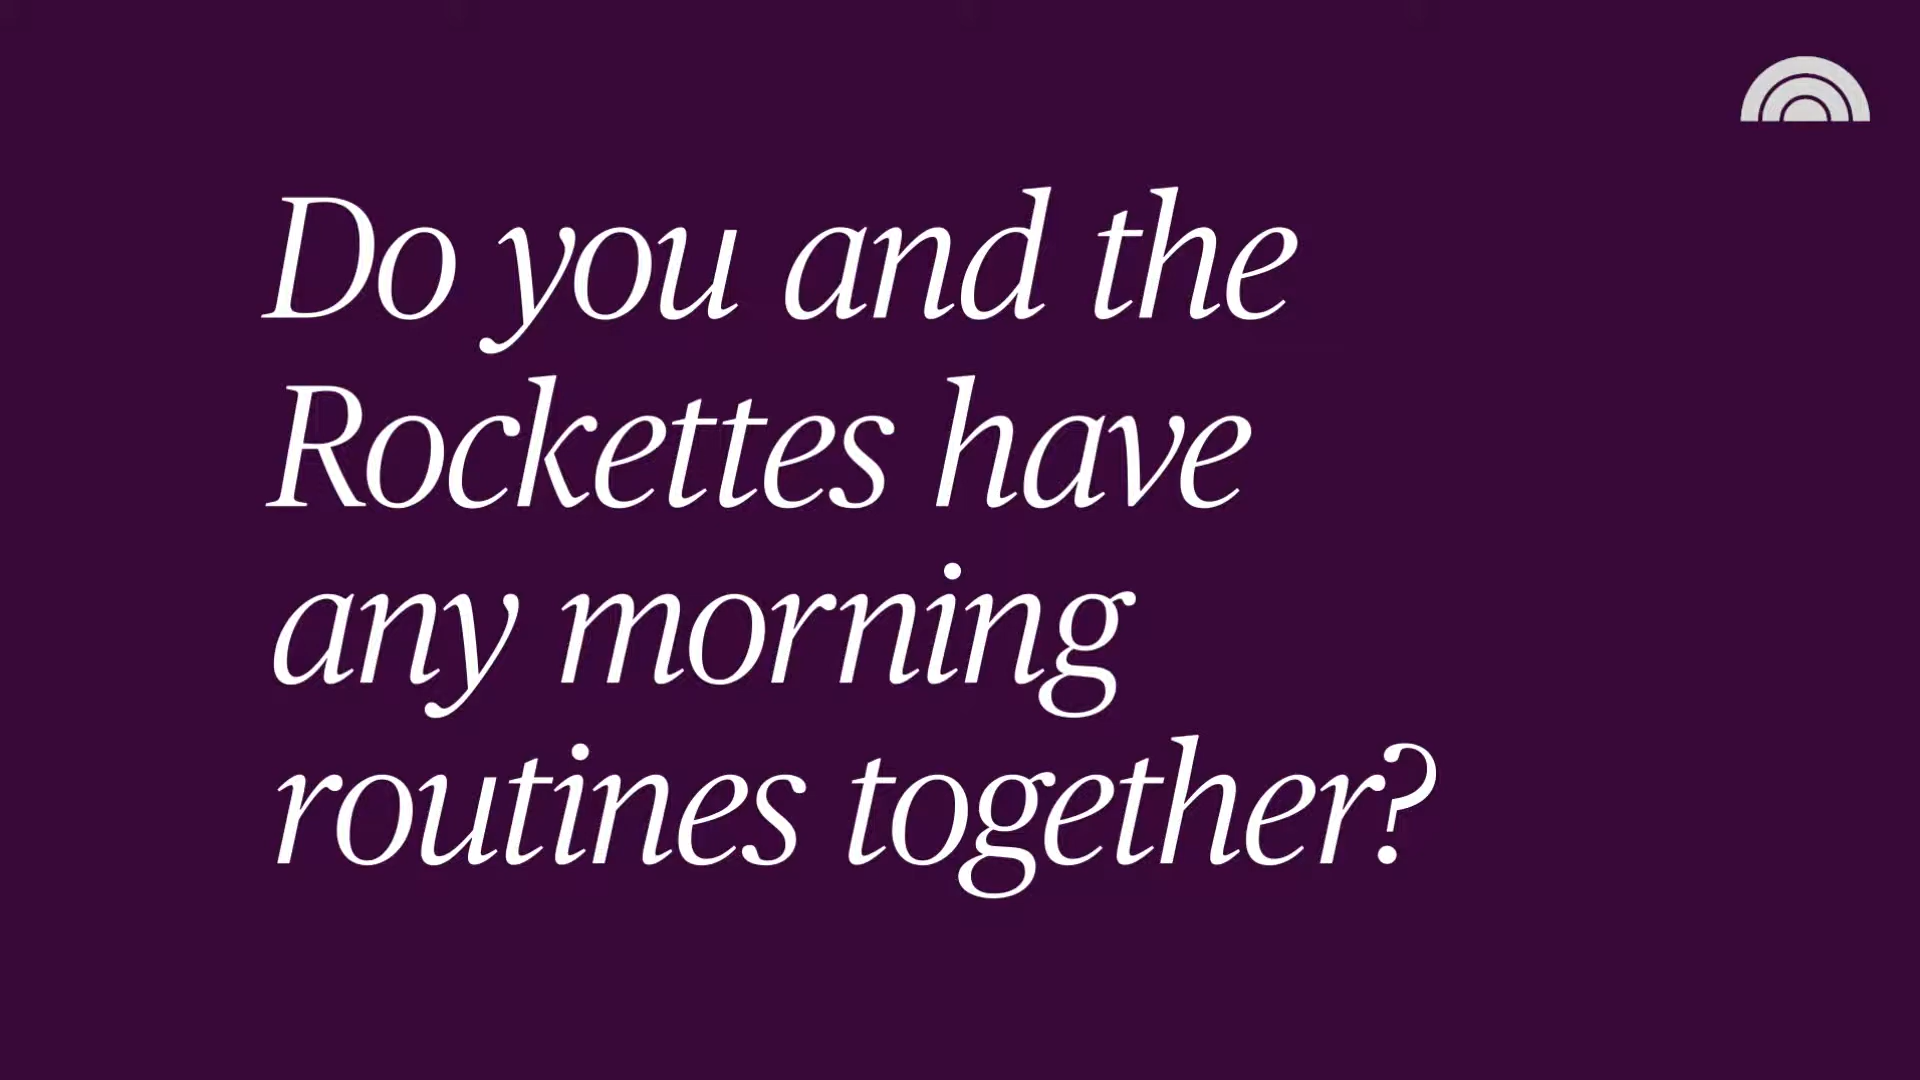 Do you and the
Rockettes have
any morning
routines together?